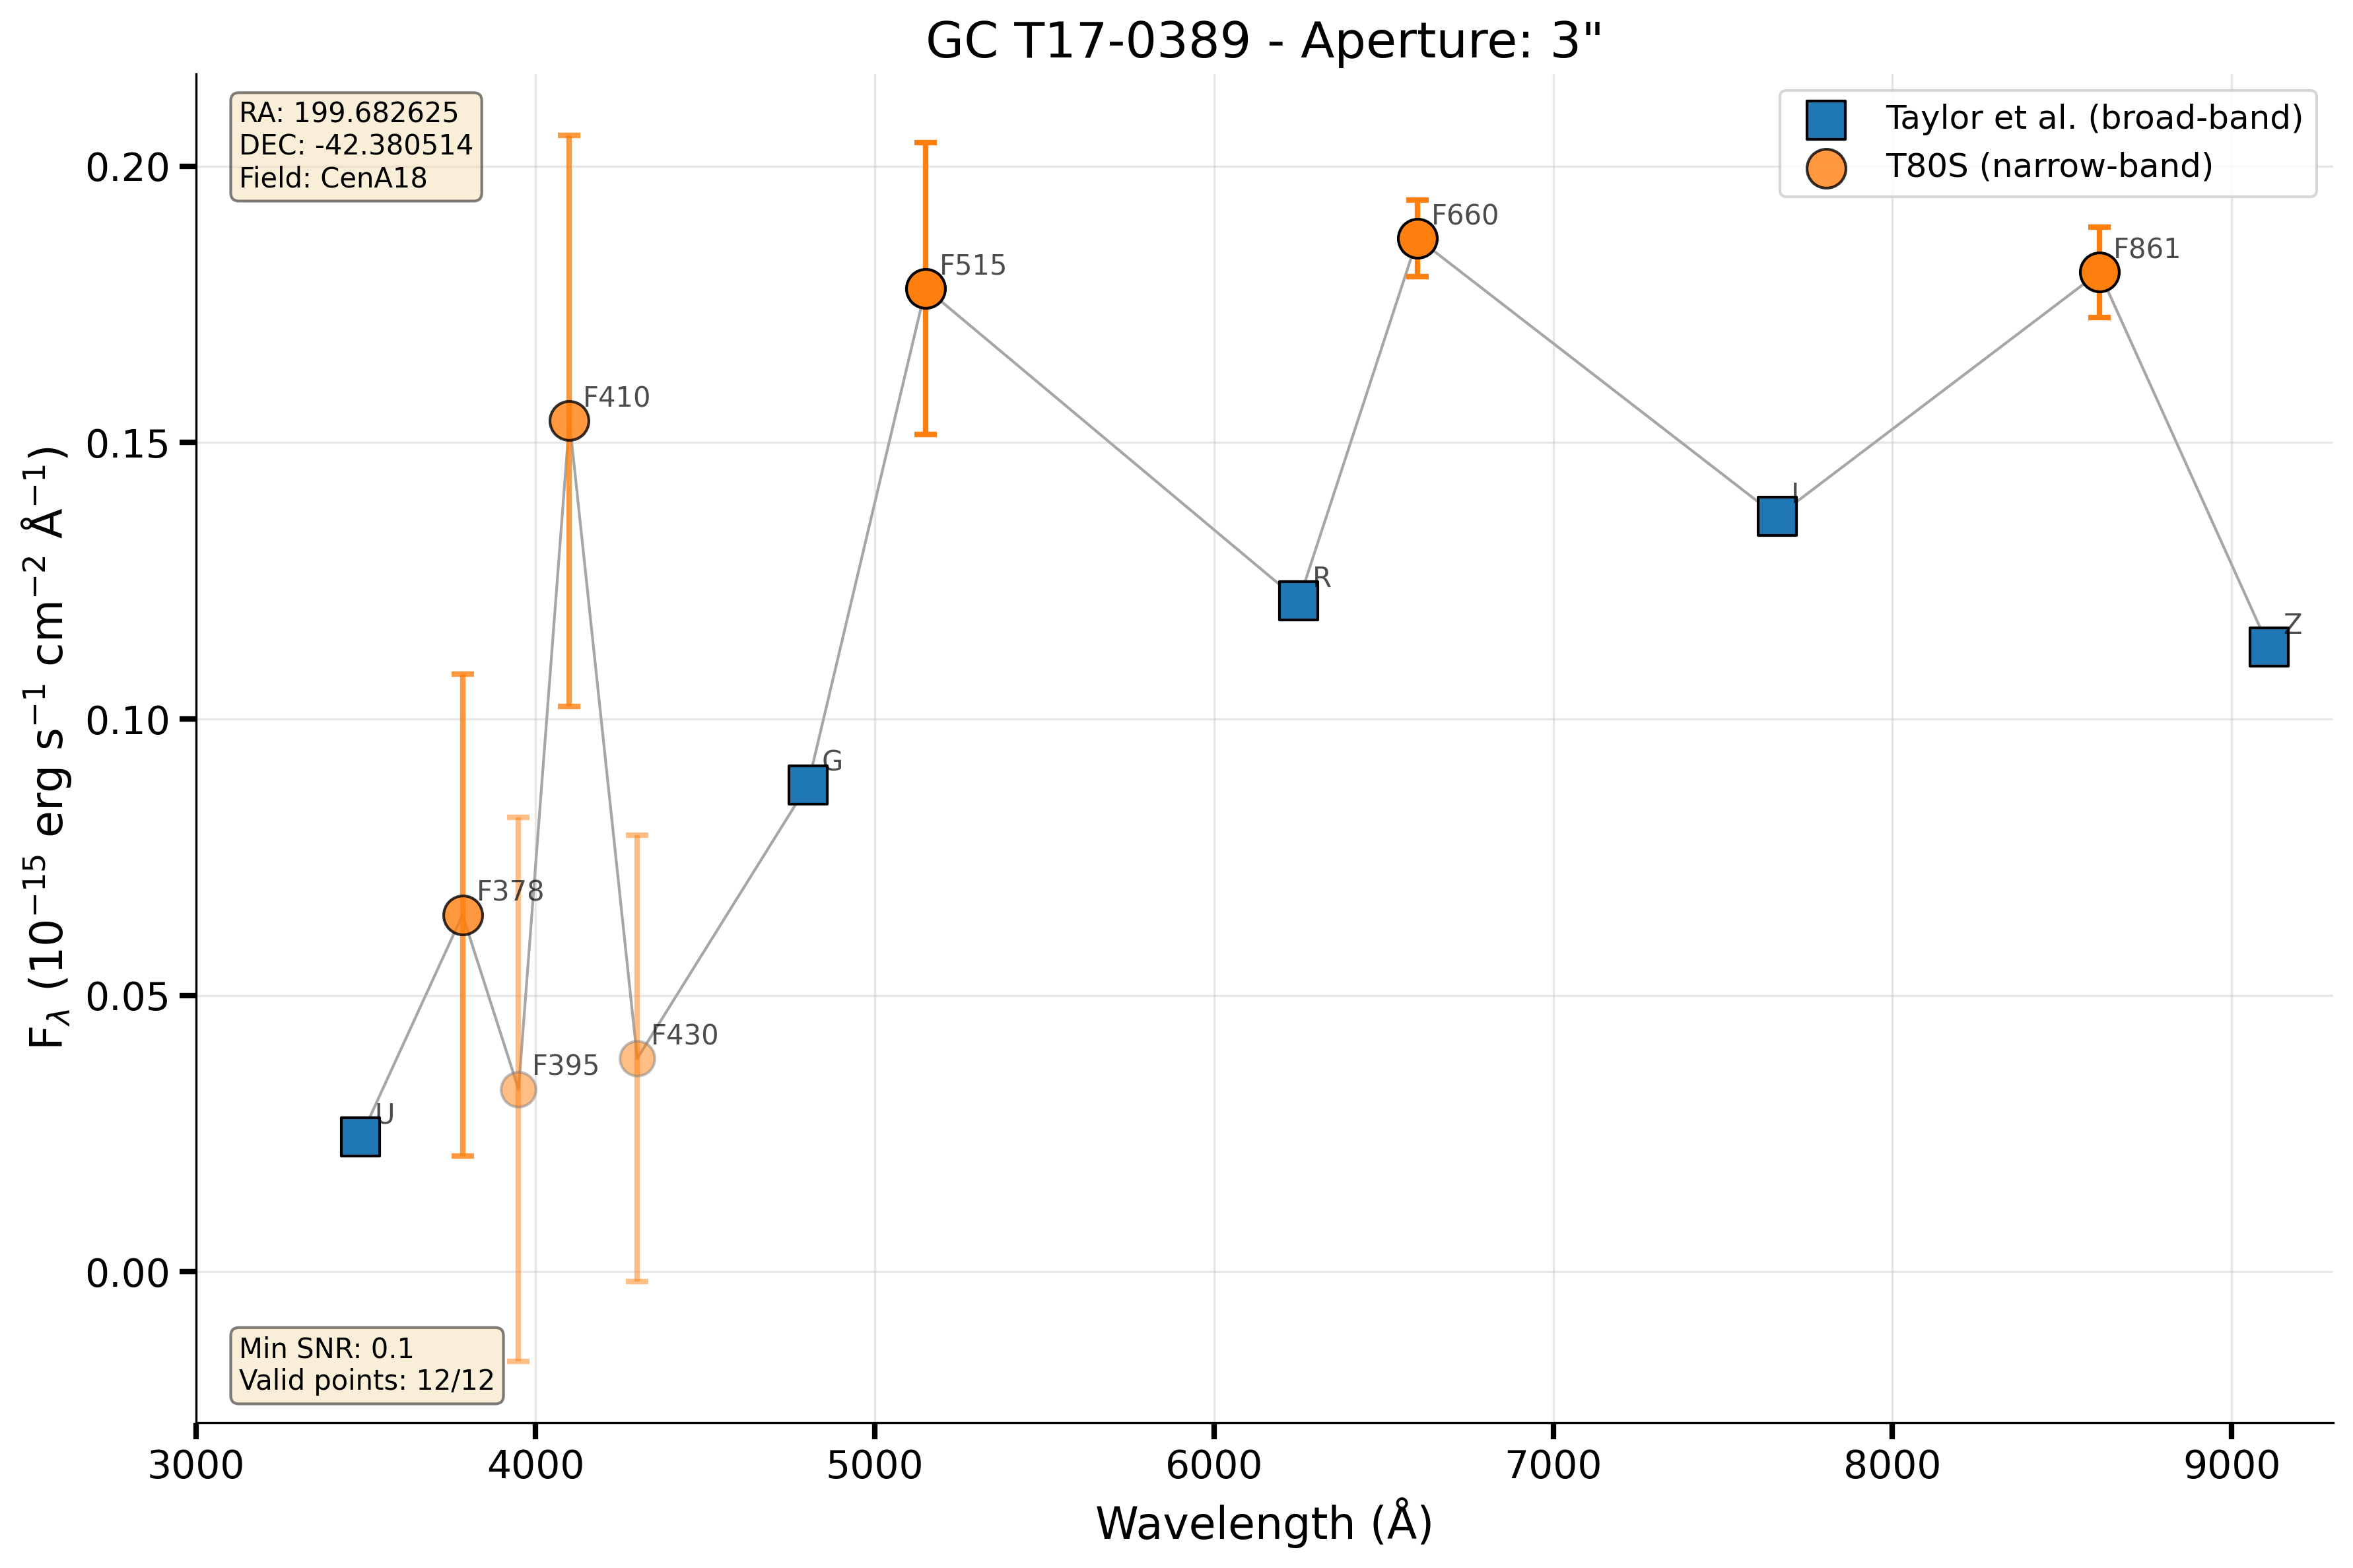 GC T17-0389 - Aperture: 3"
RA: 199.682625
DEC: -42.380514
Field: CenA18
Taylor et al. (broad-band)
T80S (narrow-band)
F660
F861
F515
F410
I
R
Z
G
F378
F430
F395
U
0.20
0.15
0.10
0.05
0.00
F_λ (10⁻¹⁵ erg s⁻¹ cm⁻² Å⁻¹)
Min SNR: 0.1
Valid points: 12/12
3000 4000 5000 6000 7000 8000 9000
Wavelength (Å)